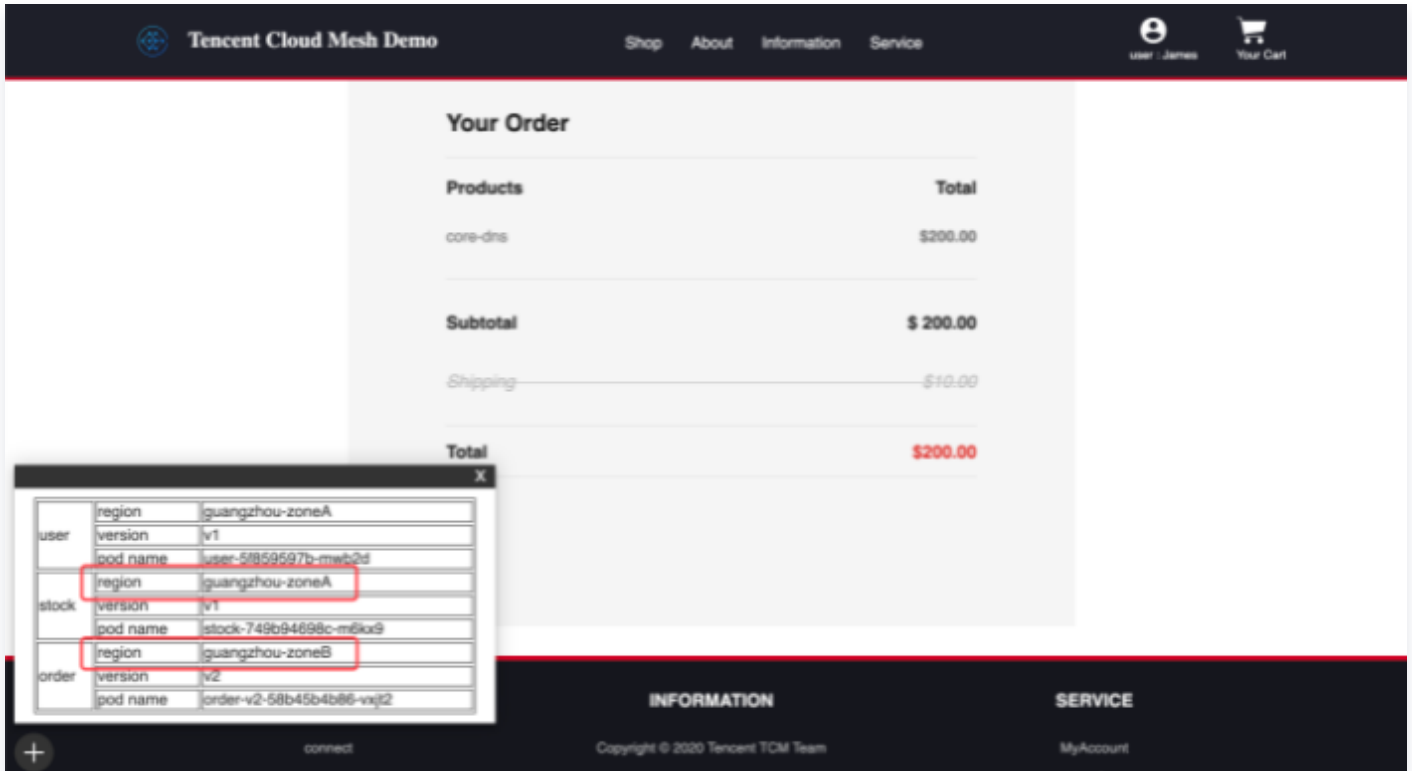 Tencent Cloud Mesh Demo Shop About Information Service user : James Your Cart
Your Order
Products Total
core-dns $200.00
Subtotal $ 200.00
Shipping $10.00
Total $200.00
X
user
region guangzhou-zoneA
version v1
pod name user-5f859597b-mwb2d
stock
region guangzhou-zoneA
version v1
pod name stock-749b94698c-m6kx9
order
region guangzhou-zoneB
version v2
pod name order-v2-58b45b4b86-vxjt2
INFORMATION SERVICE
connect Copyright © 2020 Tencent TCM Team MyAccount